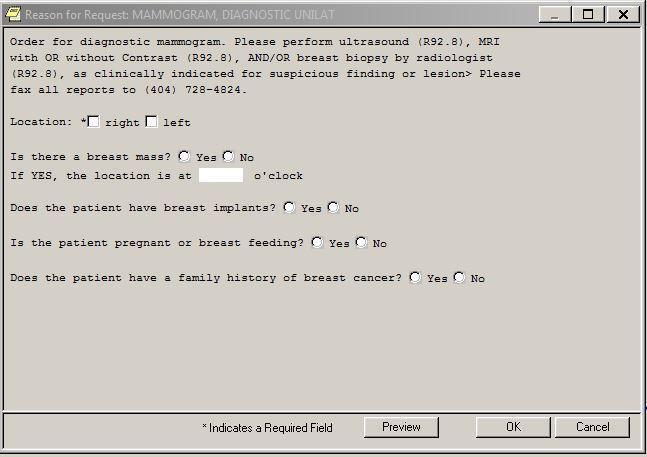 Reason for Request: MAMMOGRAM, DIAGNOSTIC UNILAT
Order for diagnostic mammogram. Please perform ultrasound (R92.8), MRI
with OR without Contrast (R92.8), AND/OR breast biopsy by radiologist
(R92.8), as clinically indicated for suspicious finding or lesion> Please
fax all reports to (404) 728-4824.
Location: * right left
Is there a breast mass? Yes No
If YES, the location is at o'clock
Does the patient have breast implants? Yes No
Is the patient pregnant or breast feeding? Yes No
Does the patient have a family history of breast cancer? Yes No
* Indicates a Required Field Preview OK Cancel